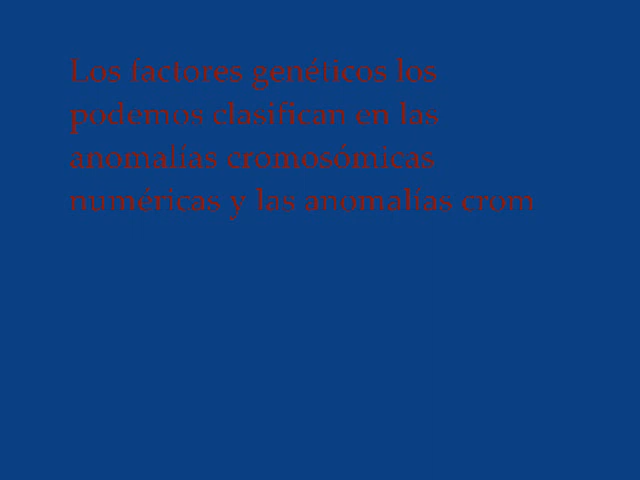 Los factores genéticos los
podemos clasifican en las
anomalías cromosómicas
numéricas y las anomalías crom